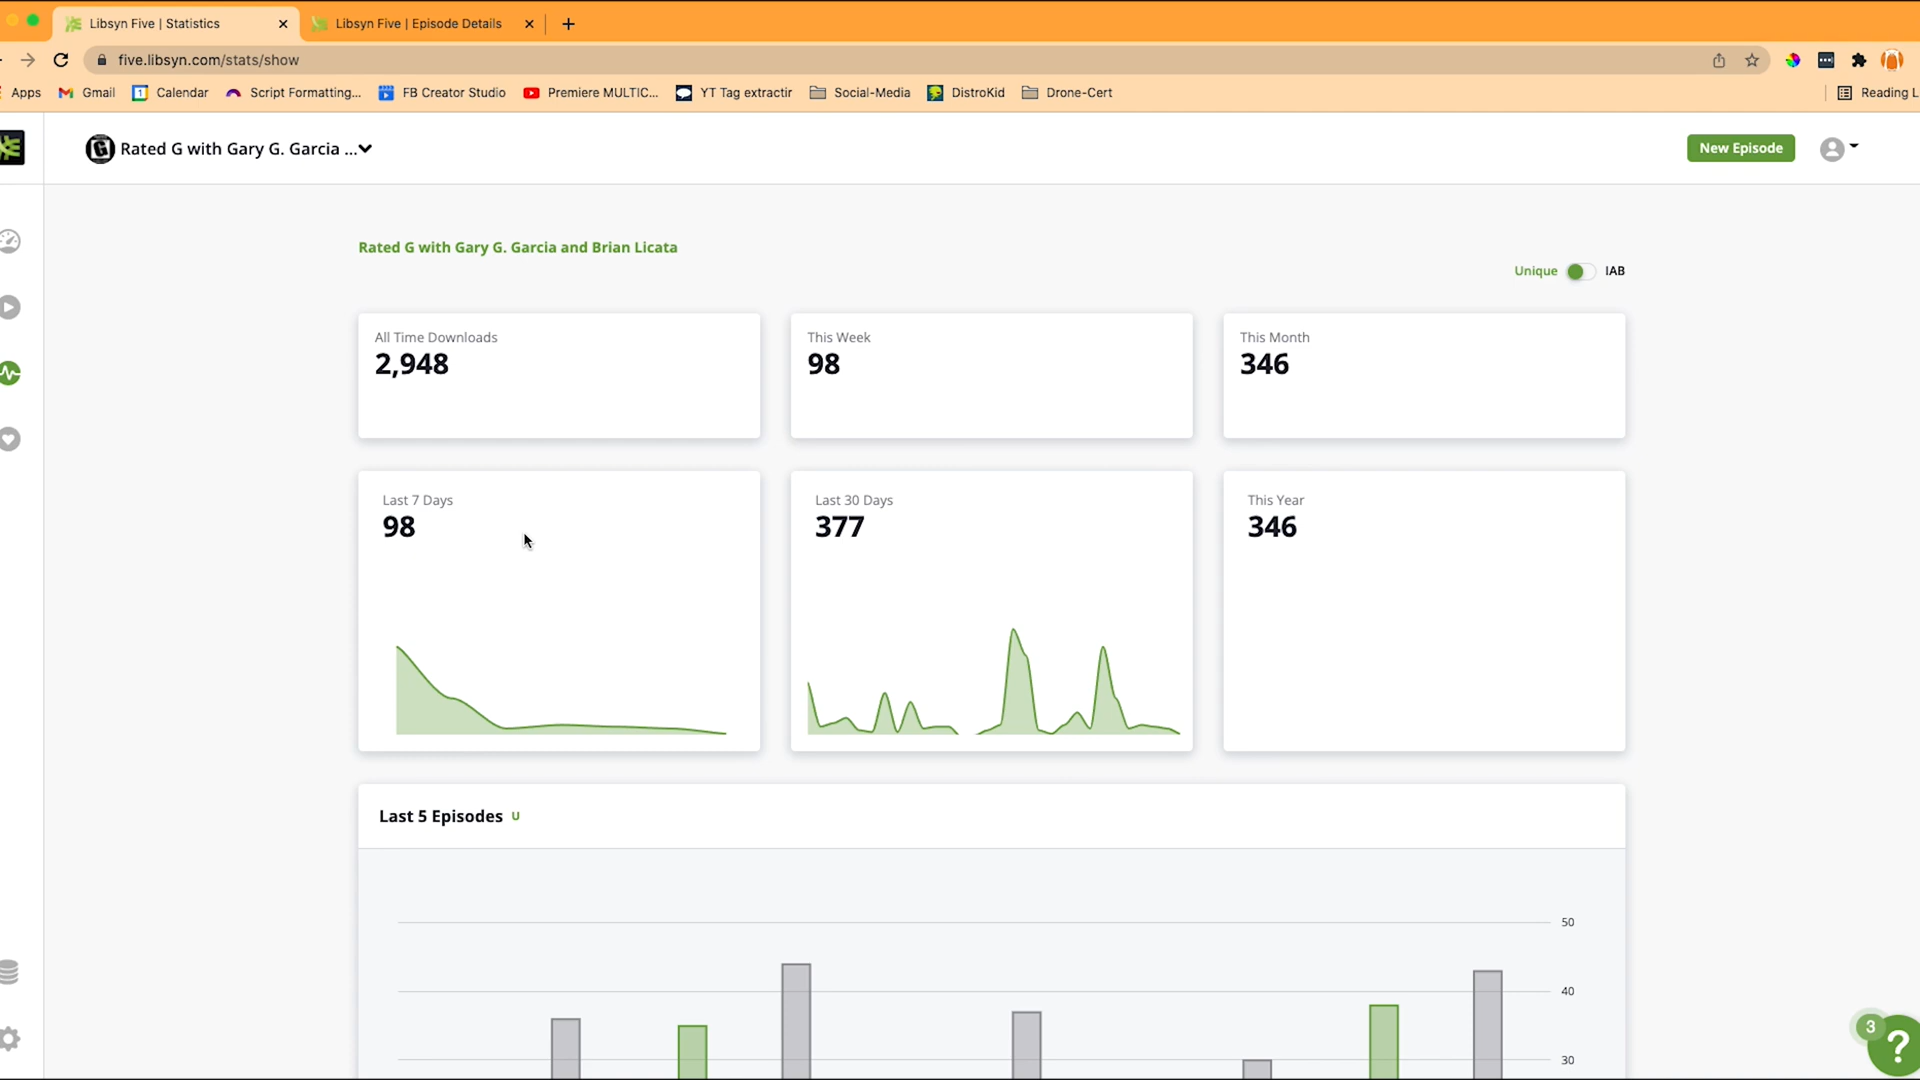 Libsyn Five | Statistics
Libsyn Five | Episode Details
five.libsyn.com/stats/show
Apps
Gmail
1
Calendar
Script Formatting...
FB Creator Studio
Premiere MULTIC...
YT Tag extractir
Social-Media
DistroKid
Drone-Cert
Reading L
Rated G with Gary G. Garcia ...
New Episode
Rated G with Gary G. Garcia and Brian Licata
Unique
IAB
All Time Downloads
2,948
This Week
98
This Month
346
Last 7 Days
98
Last 30 Days
377
This Year
346
Last 5 Episodes U
50
40
30
3
?